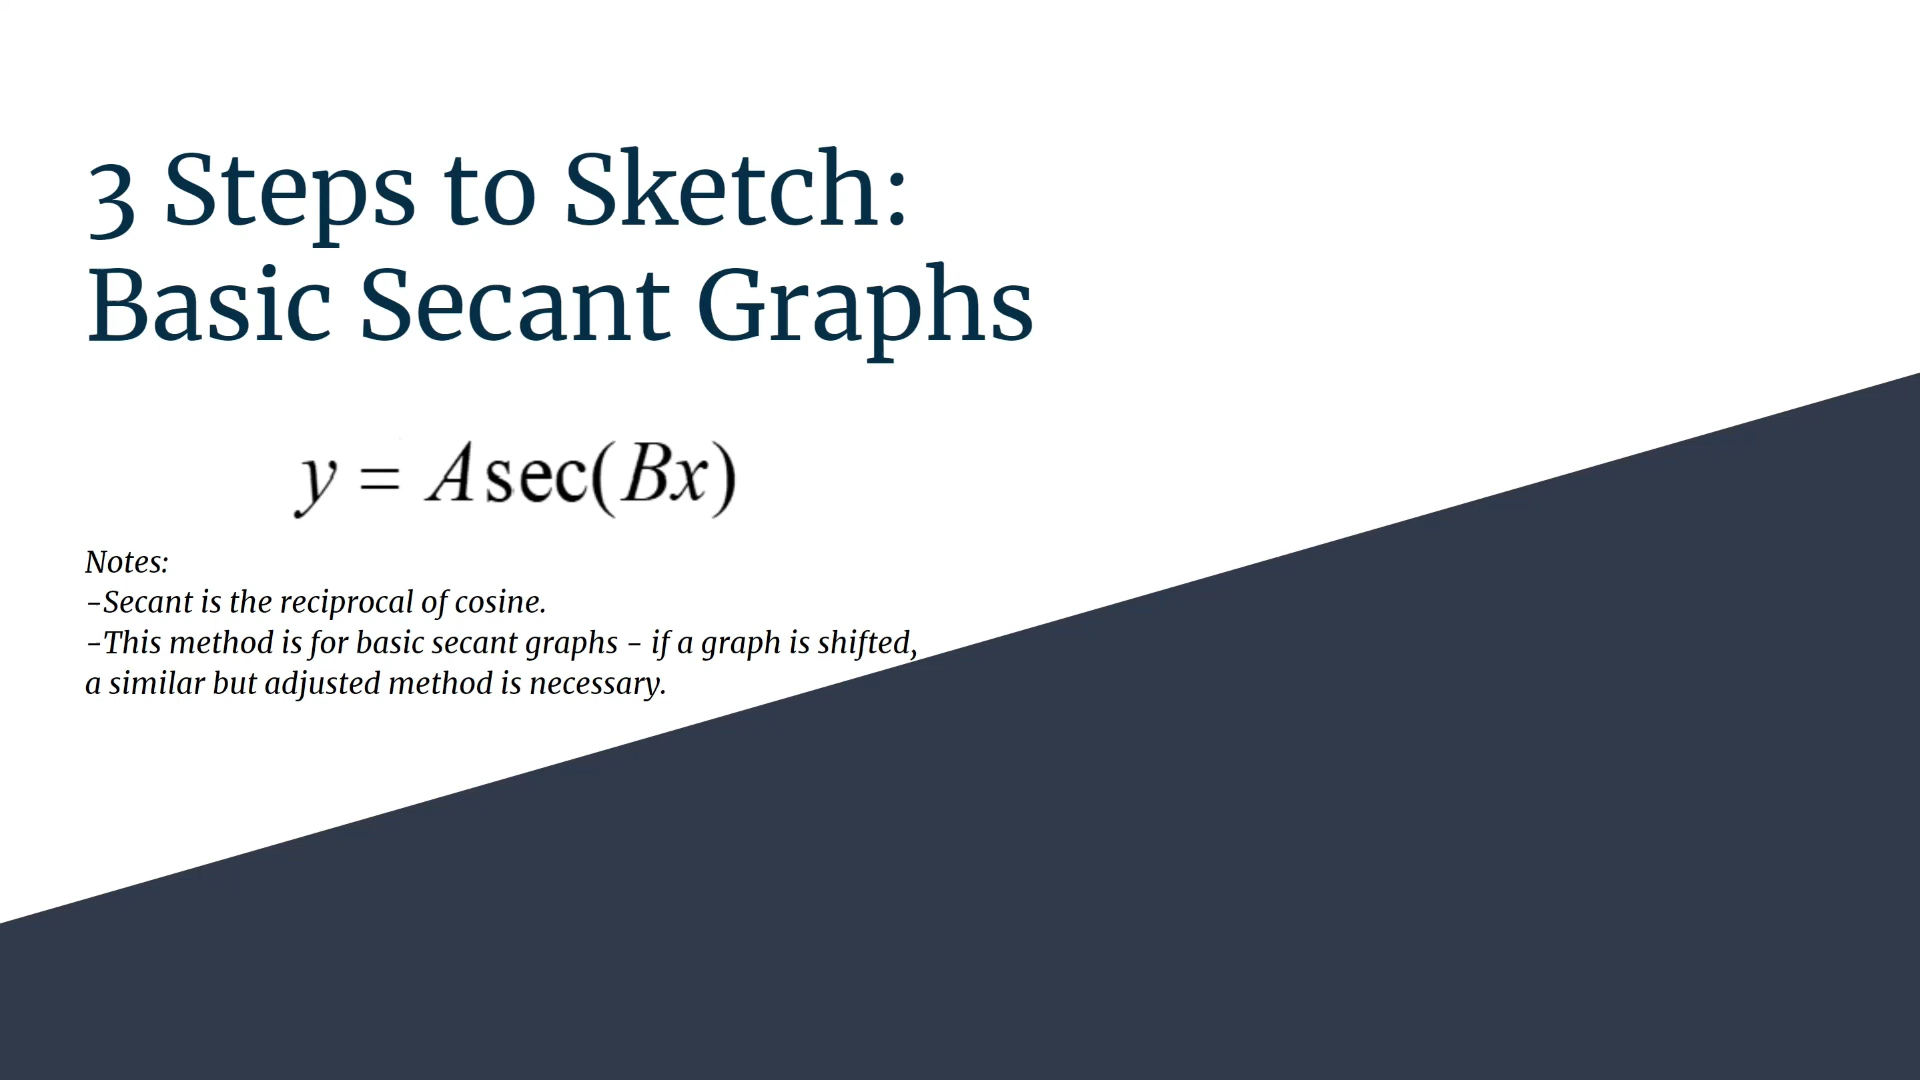 3 Steps to Sketch:
Basic Secant Graphs
y = A sec(Bx)
Notes:
-Secant is the reciprocal of cosine.
-This method is for basic secant graphs - if a graph is shifted,
a similar but adjusted method is necessary.